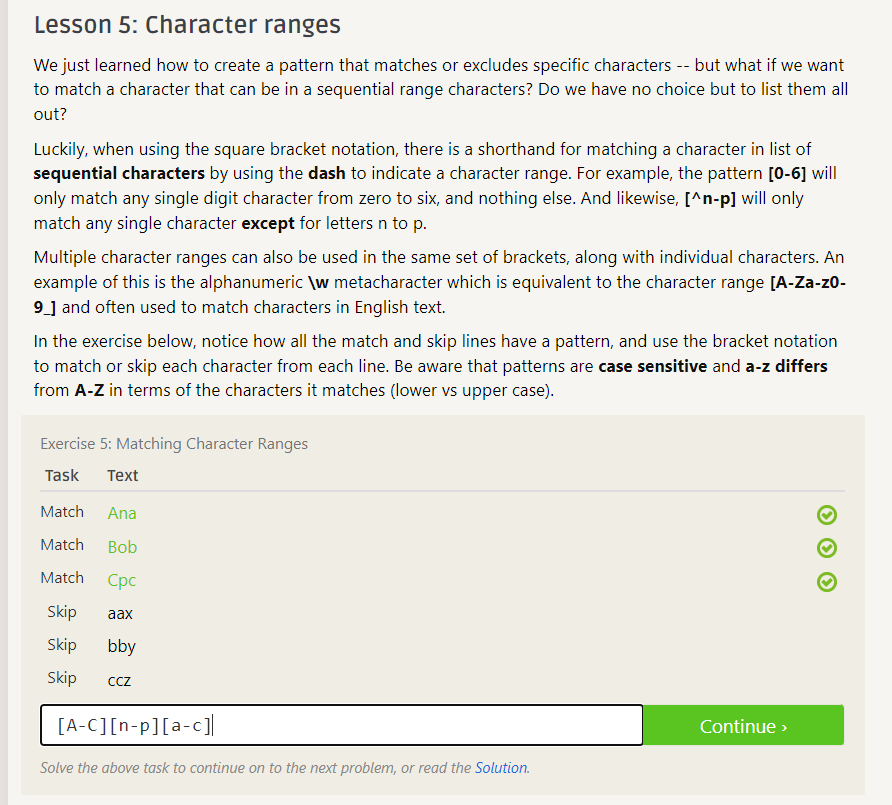 Lesson 5: Character ranges
We just learned how to create a pattern that matches or excludes specific characters -- but what if we want
to match a character that can be in a sequential range characters? Do we have no choice but to list them all
out?
Luckily, when using the square bracket notation, there is a shorthand for matching a character in list of
sequential characters by using the dash to indicate a character range. For example, the pattern [0-6] will
only match any single digit character from zero to six, and nothing else. And likewise, [^n-p] will only
match any single character except for letters n to p.
Multiple character ranges can also be used in the same set of brackets, along with individual characters. An
example of this is the alphanumeric \w metacharacter which is equivalent to the character range [A-Za-z0-
9_] and often used to match characters in English text.
In the exercise below, notice how all the match and skip lines have a pattern, and use the bracket notation
to match or skip each character from each line. Be aware that patterns are case sensitive and a-z differs
from A-Z in terms of the characters it matches (lower vs upper case).
Exercise 5: Matching Character Ranges
Task Text
Match Ana
Match Bob
Match Cpc
Skip aax
Skip bby
Skip ccz
[A-C][n-p][a-c]
Continue ›
Solve the above task to continue on to the next problem, or read the Solution.